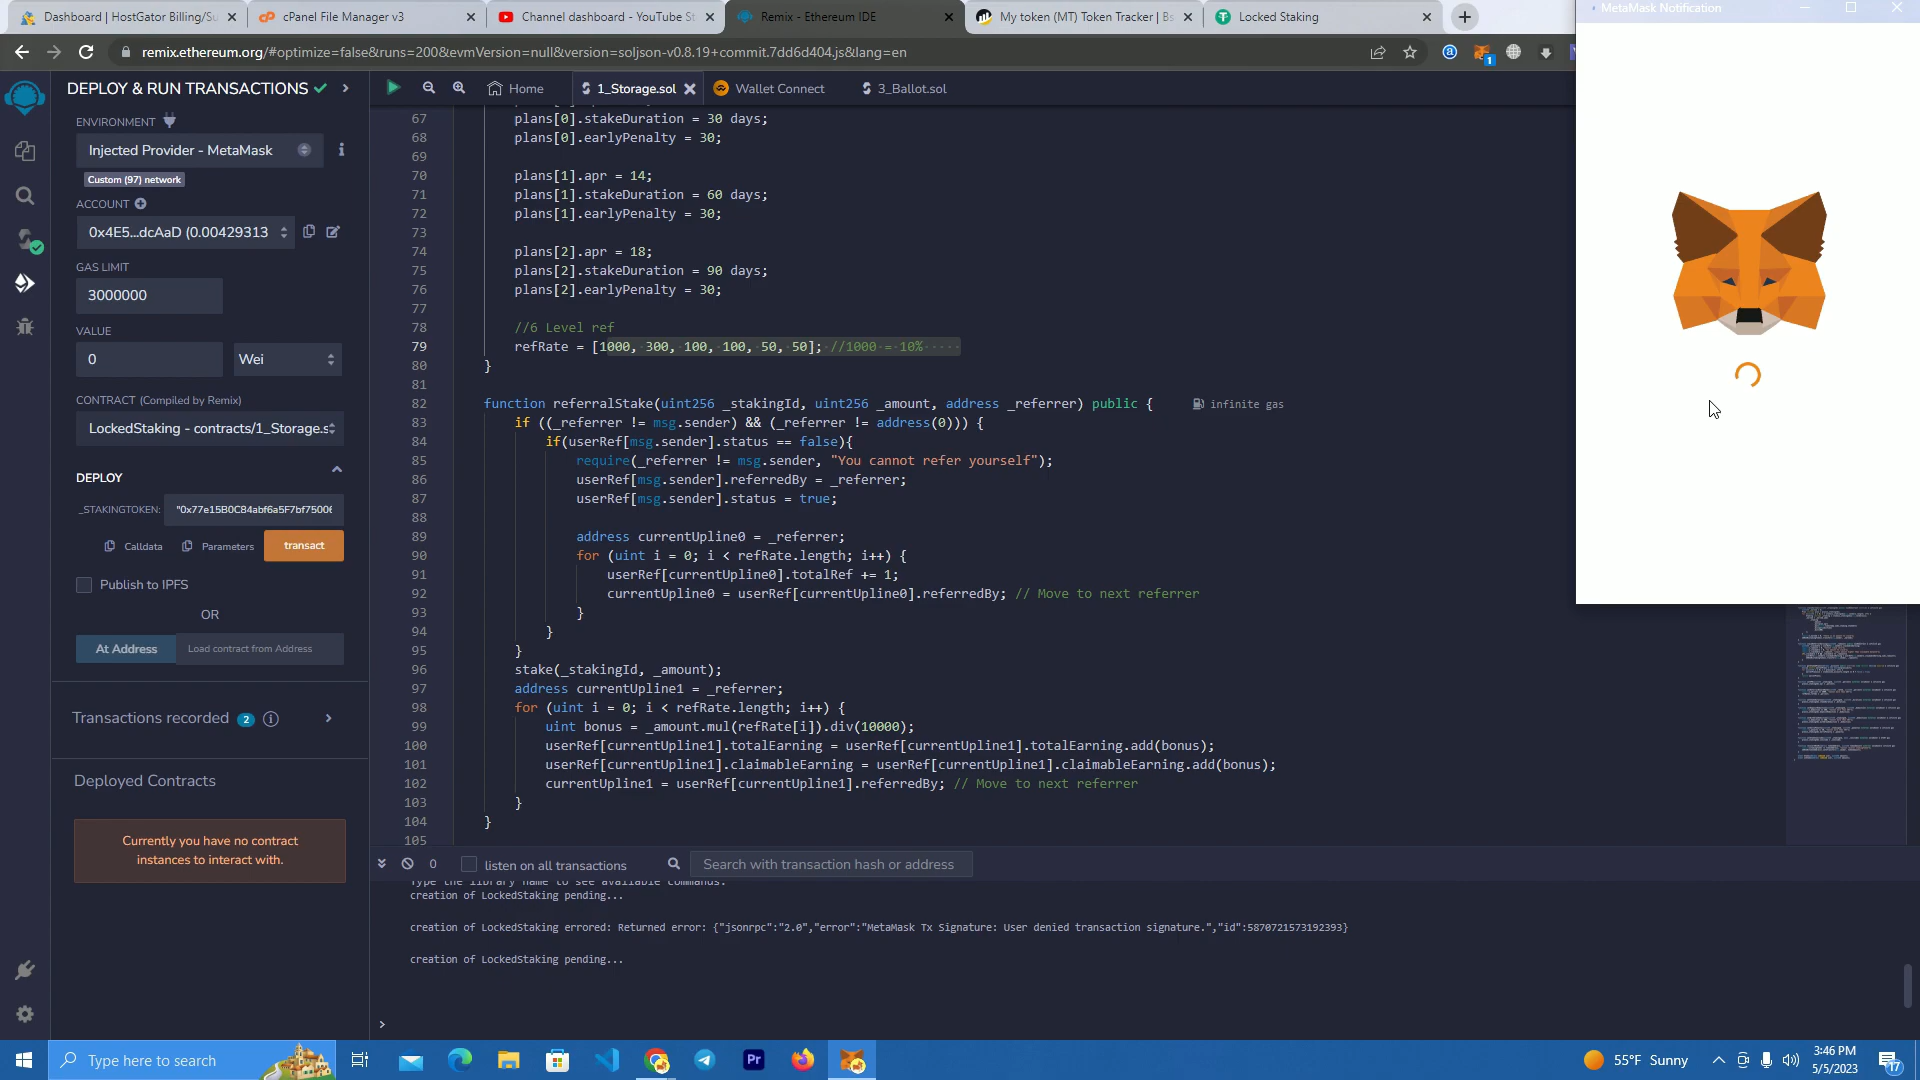 Dashboard | HostGator Billing/Su
cPanel File Manager v3
Channel dashboard - YouTube St
Remix - Ethereum IDE
My token (MT) Token Tracker | Bs
Locked Staking
MetaMask Notification
remix.ethereum.org/#optimize=false&runs=200&evmVersion=null&version=soljson-v0.8.19+commit.7dd6d404.js&lang=en
1
DEPLOY & RUN TRANSACTIONS
ENVIRONMENT
Injected Provider - MetaMask
Custom (97) network
ACCOUNT
0x4E5...dcAaD (0.00429313
GAS LIMIT
3000000
VALUE
0
Wei
CONTRACT (Compiled by Remix)
LockedStaking - contracts/1_Storage.s
DEPLOY
_STAKINGTOKEN:
"0x77e15B0C84abf6a5F7bf75006
Calldata
Parameters
transact
Publish to IPFS
OR
At Address
Load contract from Address
Transactions recorded 2
Deployed Contracts
Currently you have no contract
instances to interact with.
Home
1_Storage.sol
Wallet Connect
3_Ballot.sol
67 plans[0].stakeDuration = 30 days;
68 plans[0].earlyPenalty = 30;
69
70 plans[1].apr = 14;
71 plans[1].stakeDuration = 60 days;
72 plans[1].earlyPenalty = 30;
73
74 plans[2].apr = 18;
75 plans[2].stakeDuration = 90 days;
76 plans[2].earlyPenalty = 30;
77
78 //6 Level ref
79 refRate = [1000, 300, 100, 100, 50, 50]; //1000 = 10%
80 }
81
82 function referralStake(uint256 _stakingId, uint256 _amount, address _referrer) public { infinite gas
83 if ((_referrer != msg.sender) && (_referrer != address(0))) {
84 if(userRef[msg.sender].status == false){
85 require(_referrer != msg.sender, "You cannot refer yourself");
86 userRef[msg.sender].referredBy = _referrer;
87 userRef[msg.sender].status = true;
88
89 address currentUpline0 = _referrer;
90 for (uint i = 0; i < refRate.length; i++) {
91 userRef[currentUpline0].totalRef += 1;
92 currentUpline0 = userRef[currentUpline0].referredBy; // Move to next referrer
93 }
94 }
95 }
96 stake(_stakingId, _amount);
97 address currentUpline1 = _referrer;
98 for (uint i = 0; i < refRate.length; i++) {
99 uint bonus = _amount.mul(refRate[i]).div(10000);
100 userRef[currentUpline1].totalEarning = userRef[currentUpline1].totalEarning.add(bonus);
101 userRef[currentUpline1].claimableEarning = userRef[currentUpline1].claimableEarning.add(bonus);
102 currentUpline1 = userRef[currentUpline1].referredBy; // Move to next referrer
103 }
104 }
105
0
listen on all transactions
Search with transaction hash or address
Type the library name to see available commands.
creation of LockedStaking pending...
creation of LockedStaking errored: Returned error: {"jsonrpc":"2.0","error":"MetaMask Tx Signature: User denied transaction signature.","id":5870721573192393}
creation of LockedStaking pending...
>
Type here to search
Pr
55°F Sunny
3:46 PM
5/5/2023
17